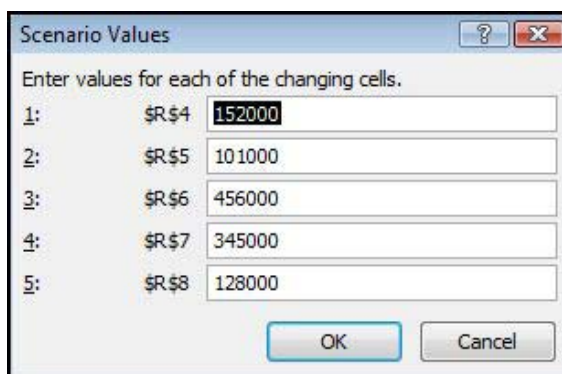 Scenario Values
Enter values for each of the changing cells.
1: $R$4 152000
2: $R$5 101000
3: $R$6 456000
4: $R$7 345000
5: $R$8 128000
OK Cancel